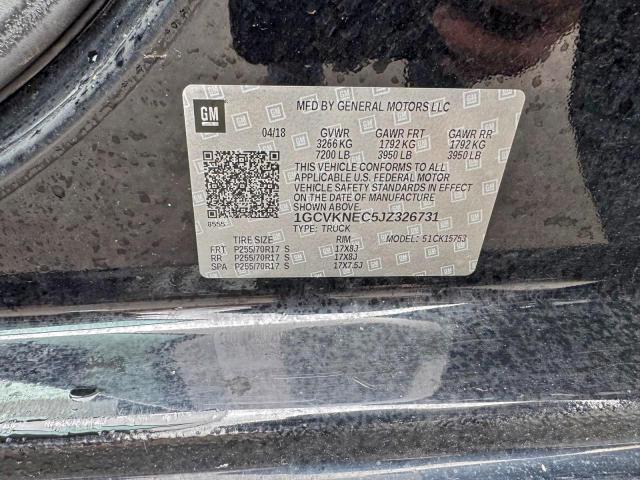 GM
MFD BY GENERAL MOTORS LLC
04/18 GVWR GAWR FRT GAWR RR
3266 KG 1792 KG 1792 KG
7200 LB 3950 LB 3950 LB
THIS VEHICLE CONFORMS TO ALL
APPLICABLE U.S. FEDERAL MOTOR
VEHICLE SAFETY STANDARDS IN EFFECT
ON THE DATE OF MANUFACTURE
SHOWN ABOVE.
1GCVKNEC5JZ326731
8555 TYPE: TRUCK
TIRE SIZE RIM MODEL: 51CK15753
FRT P255/70R17 S 17X8J
RR P255/70R17 S 17X8J
SPA P255/70R17 S 17X7.5J